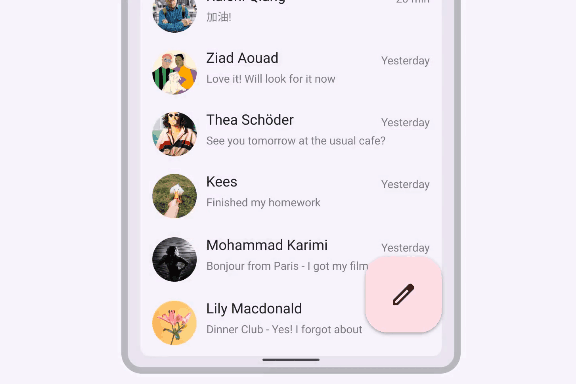 加油!
Ziad Aouad
Yesterday
Love it! Will look for it now
Thea Schöder
Yesterday
See you tomorrow at the usual cafe?
Kees
Yesterday
Finished my homework
Mohammad Karimi
Yesterday
Bonjour from Paris - I got my film
Lily Macdonald
Dinner Club - Yes! I forgot about